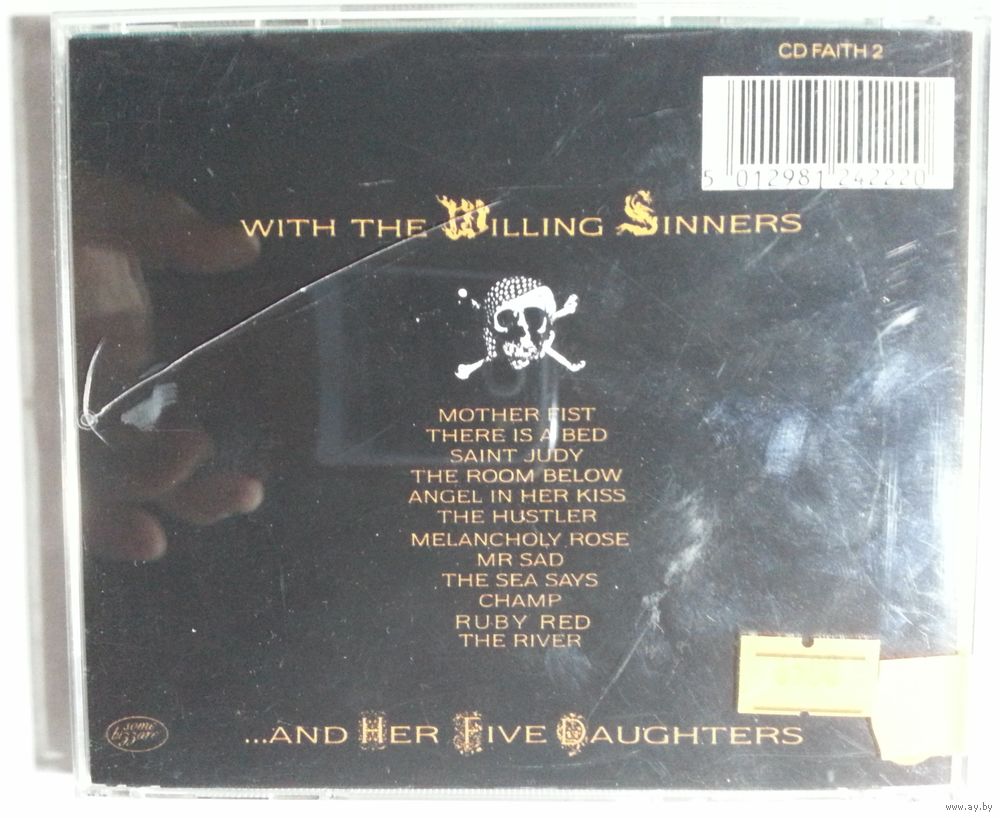 CD FAITH 2
5 012981 242220
WITH THE WILLING SINNERS
MOTHER FIST
THERE IS A BED
SAINT JUDY
THE ROOM BELOW
ANGEL IN HER KISS
THE HUSTLER
MELANCHOLY ROSE
MR SAD
THE SEA SAYS
CHAMP
RUBY RED
THE RIVER
some
bizzare
...AND HER FIVE DAUGHTERS
www.ay.by